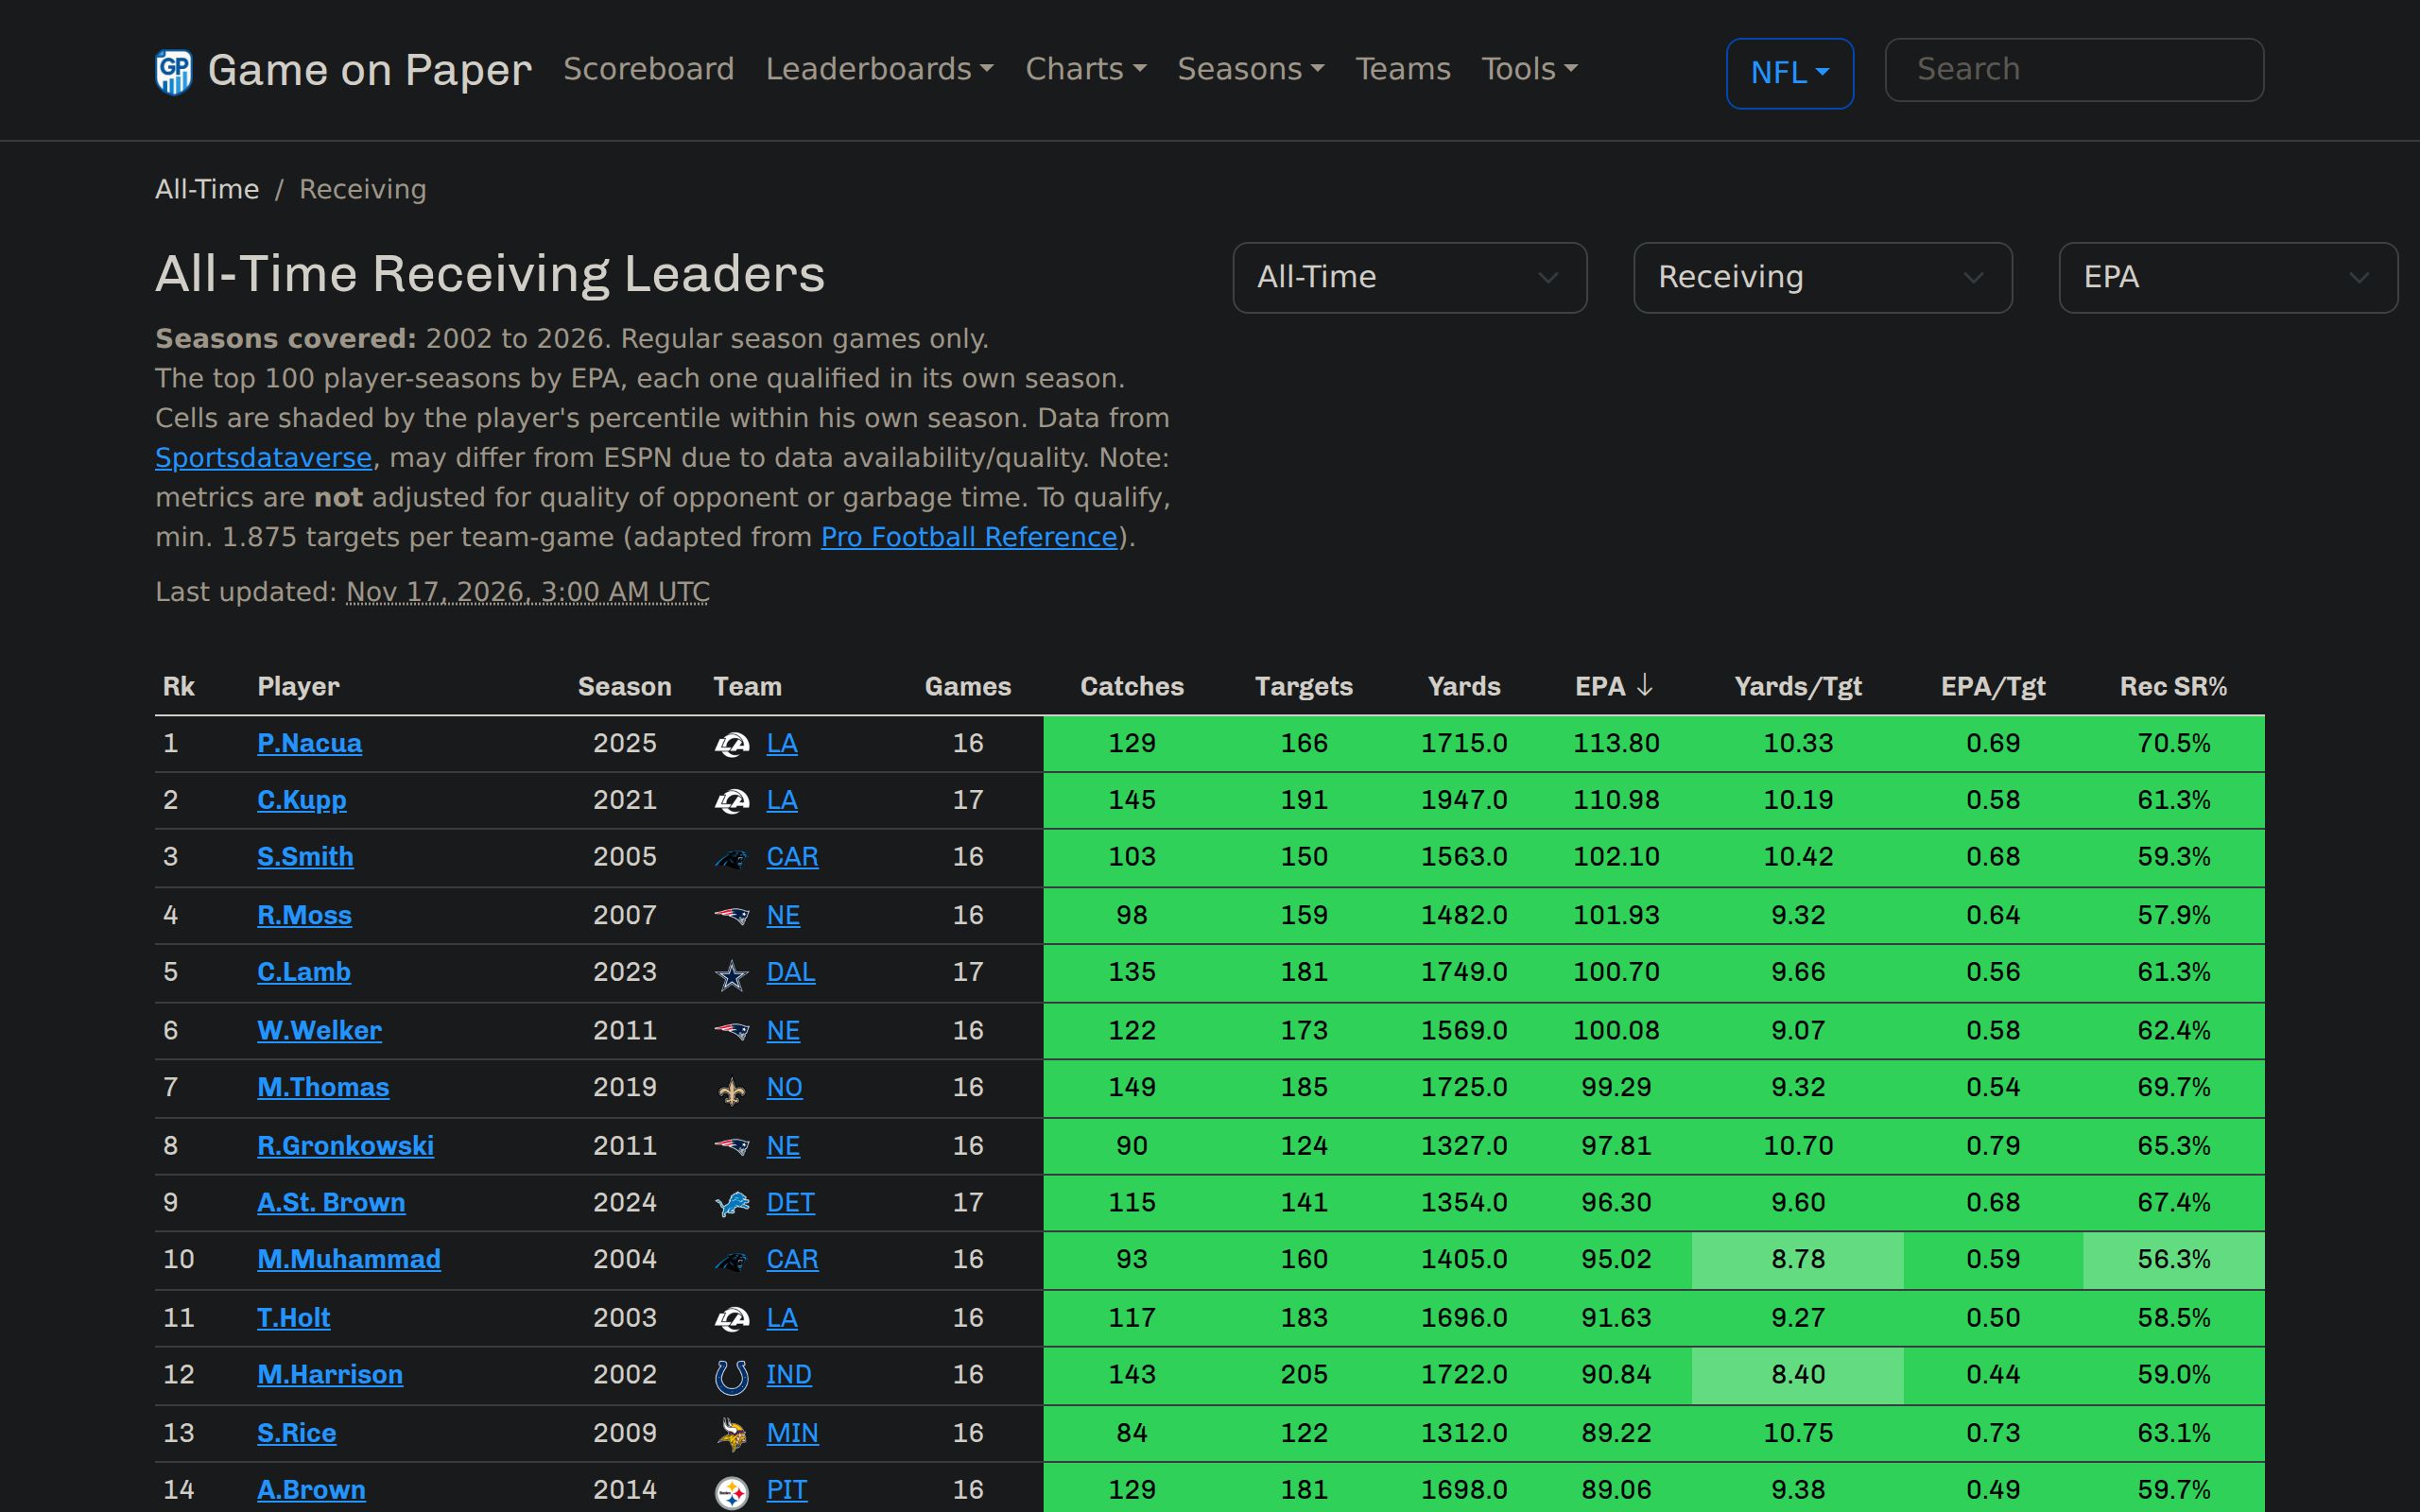 GP Game on Paper Scoreboard Leaderboards Charts Seasons Teams Tools NFL Search
All-Time / Receiving
All-Time Receiving Leaders
All-Time Receiving EPA
Seasons covered: 2002 to 2026. Regular season games only.
The top 100 player-seasons by EPA, each one qualified in its own season.
Cells are shaded by the player's percentile within his own season. Data from
Sportsdataverse, may differ from ESPN due to data availability/quality. Note:
metrics are not adjusted for quality of opponent or garbage time. To qualify,
min. 1.875 targets per team-game (adapted from Pro Football Reference).
Last updated: Nov 17, 2026, 3:00 AM UTC
Rk Player Season Team Games Catches Targets Yards EPA ↓ Yards/Tgt EPA/Tgt Rec SR%
1 P.Nacua 2025 LA 16 129 166 1715.0 113.80 10.33 0.69 70.5%
2 C.Kupp 2021 LA 17 145 191 1947.0 110.98 10.19 0.58 61.3%
3 S.Smith 2005 CAR 16 103 150 1563.0 102.10 10.42 0.68 59.3%
4 R.Moss 2007 NE 16 98 159 1482.0 101.93 9.32 0.64 57.9%
5 C.Lamb 2023 DAL 17 135 181 1749.0 100.70 9.66 0.56 61.3%
6 W.Welker 2011 NE 16 122 173 1569.0 100.08 9.07 0.58 62.4%
7 M.Thomas 2019 NO 16 149 185 1725.0 99.29 9.32 0.54 69.7%
8 R.Gronkowski 2011 NE 16 90 124 1327.0 97.81 10.70 0.79 65.3%
9 A.St. Brown 2024 DET 17 115 141 1354.0 96.30 9.60 0.68 67.4%
10 M.Muhammad 2004 CAR 16 93 160 1405.0 95.02 8.78 0.59 56.3%
11 T.Holt 2003 LA 16 117 183 1696.0 91.63 9.27 0.50 58.5%
12 M.Harrison 2002 IND 16 143 205 1722.0 90.84 8.40 0.44 59.0%
13 S.Rice 2009 MIN 16 84 122 1312.0 89.22 10.75 0.73 63.1%
14 A.Brown 2014 PIT 16 129 181 1698.0 89.06 9.38 0.49 59.7%